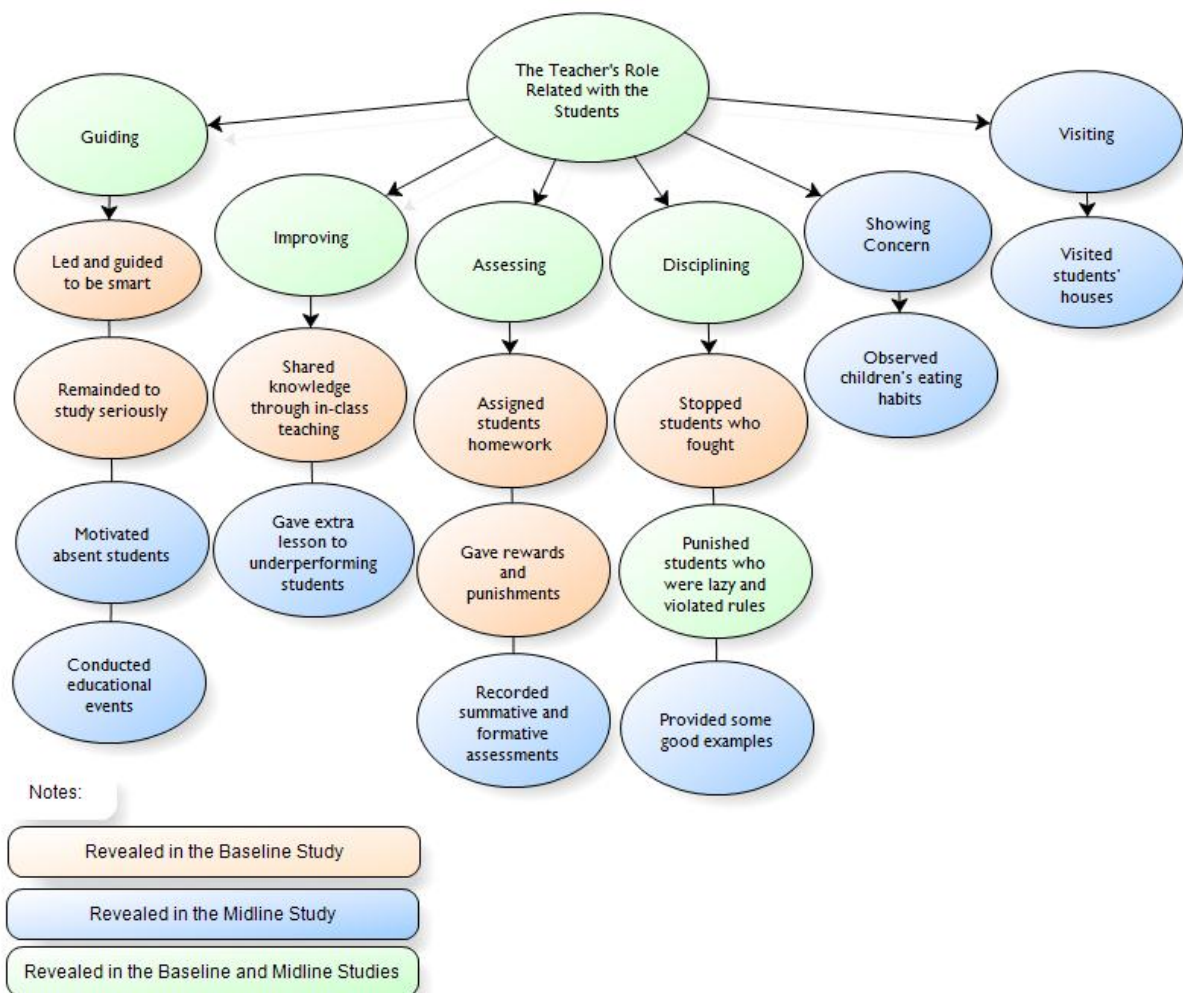 The Teacher's Role
Related with the
Students
Guiding
Visiting
Improving
Assessing
Disciplining
Showing
Concern
Led and guided
to be smart
Remainded to
study seriously
Motivated
absent students
Conducted
educational
events
Shared
knowledge
through in-class
teaching
Gave extra
lesson to
underperforming
students
Assigned
students
homework
Gave rewards
and
punishments
Recorded
summative and
formative
assessments
Stopped
students who
fought
Punished
students who
were lazy and
violated rules
Provided some
good examples
Observed
children’s eating
habits
Visited
students’
houses
Notes:
Revealed in the Baseline Study
Revealed in the Midline Study
Revealed in the Baseline and Midline Studies